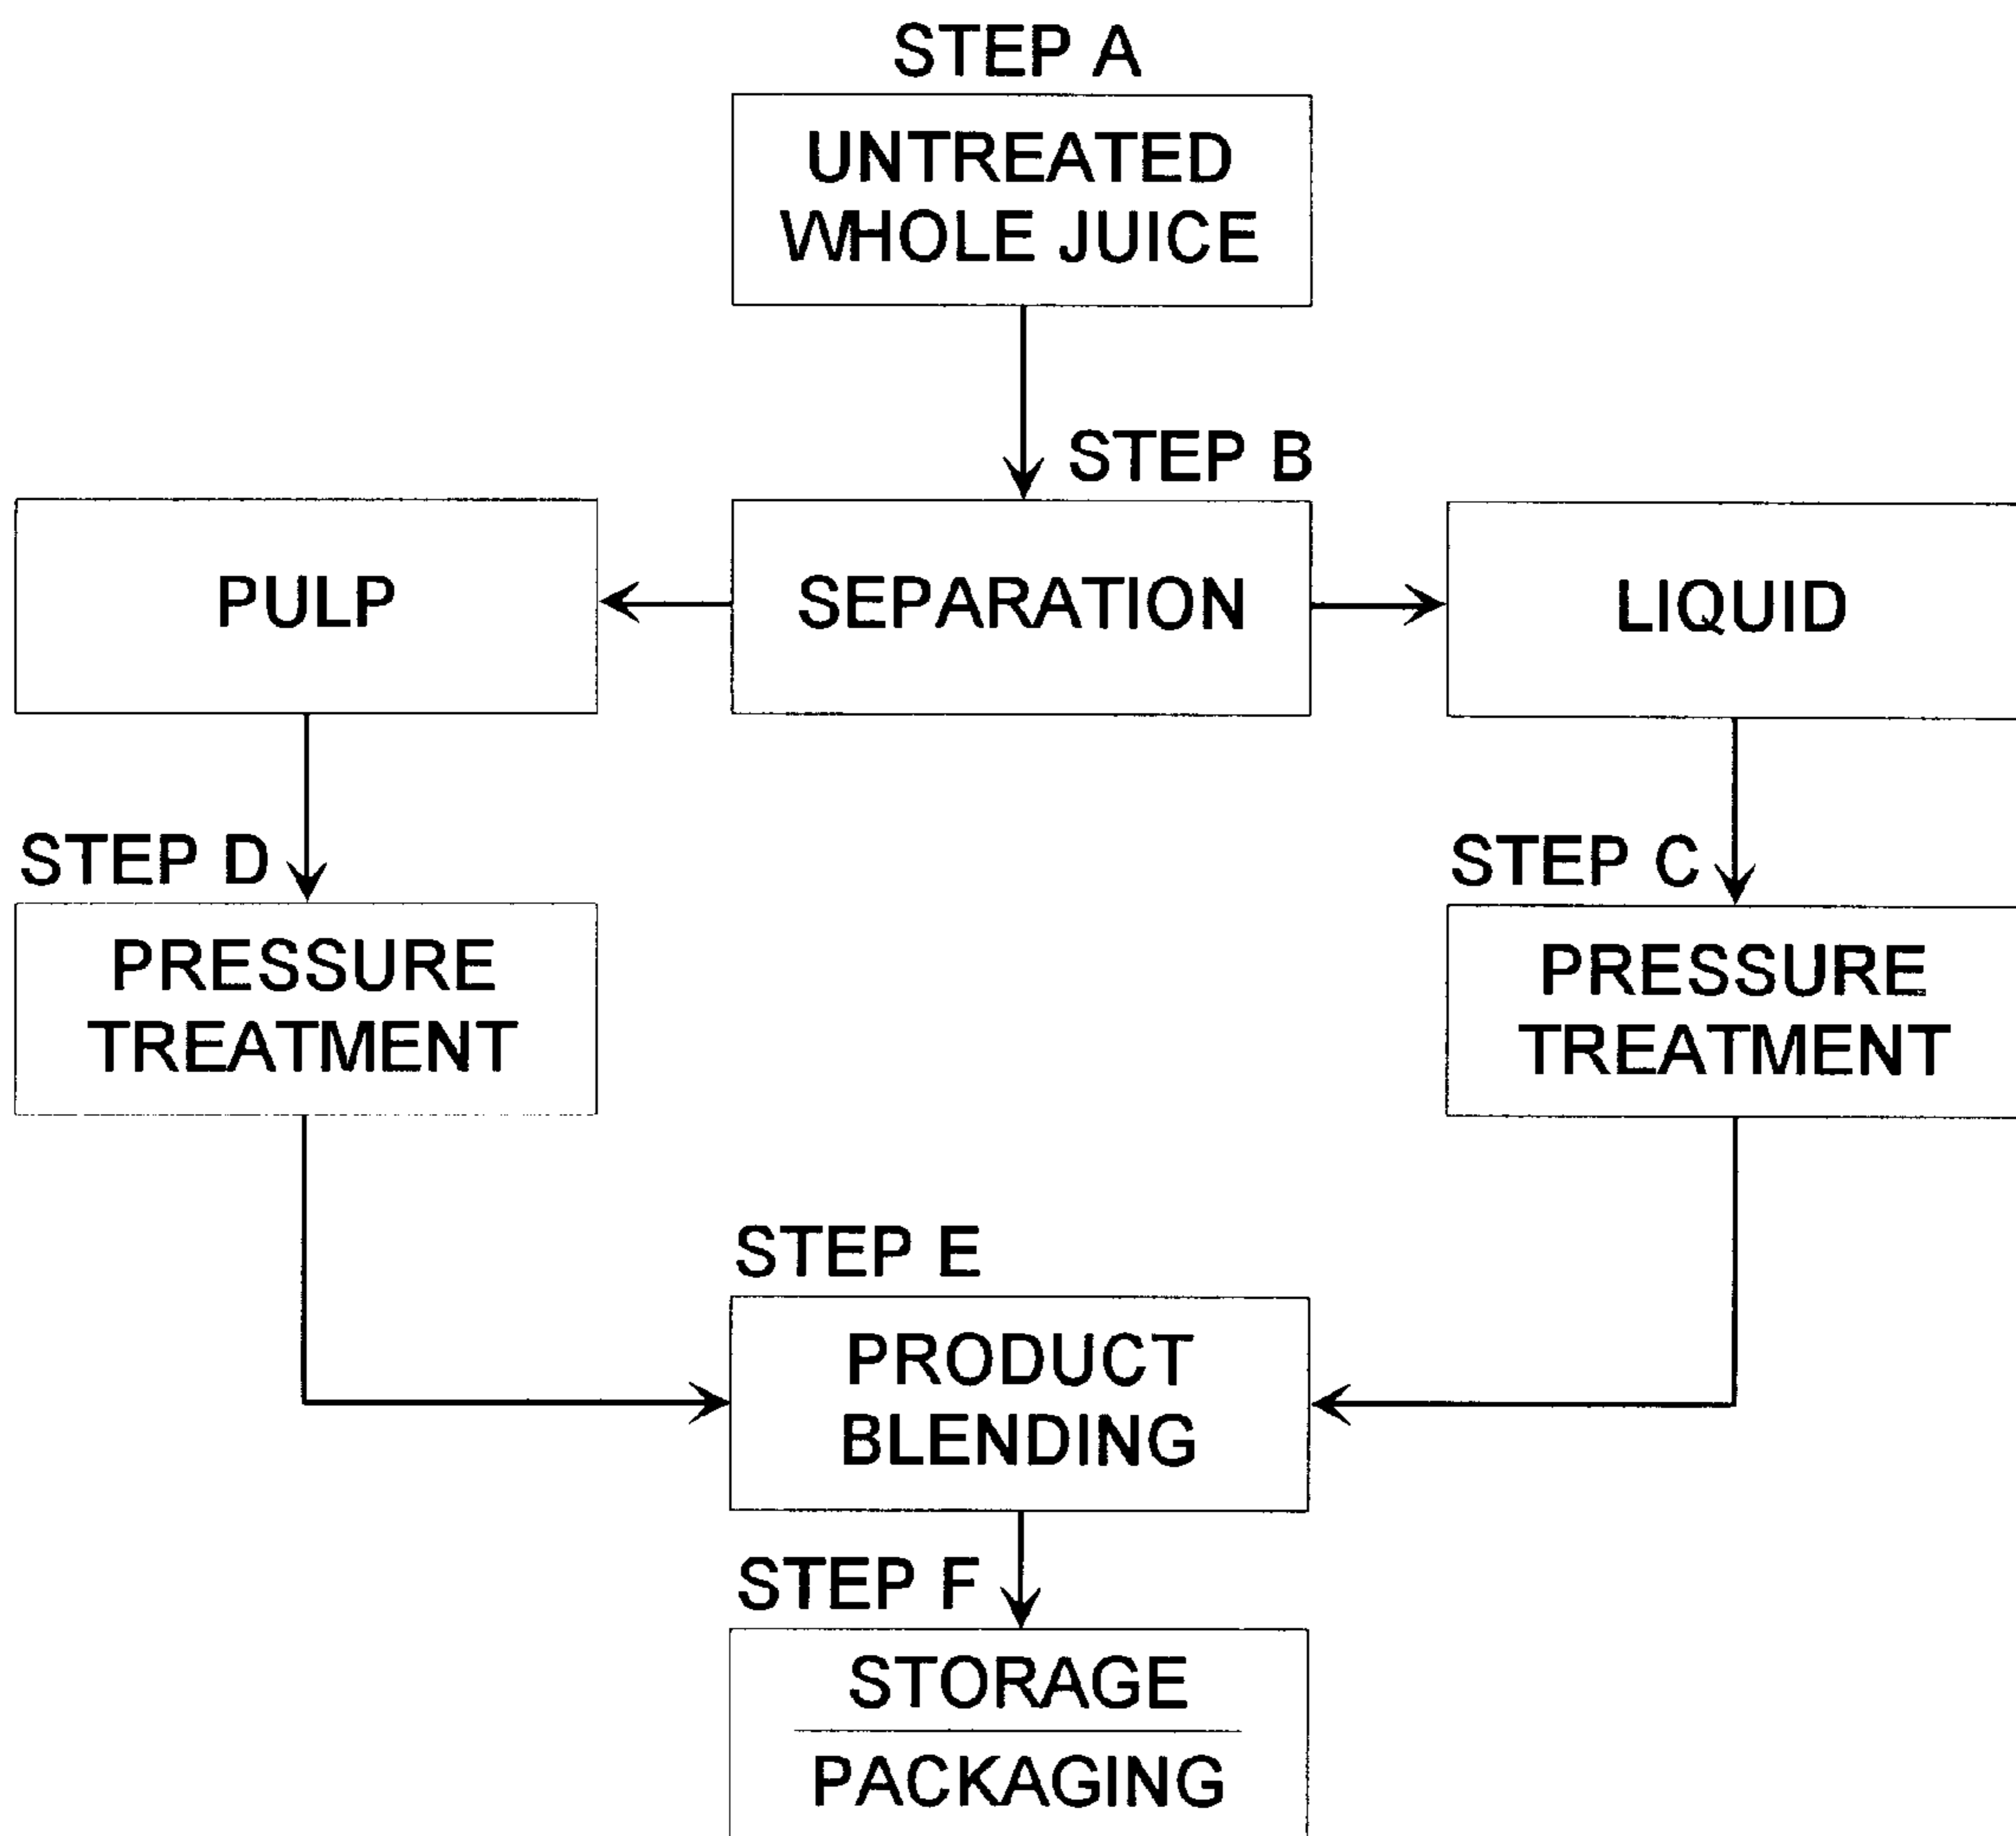 STEP A
UNTREATED
WHOLE JUICE
STEP B
PULP
SEPARATION
LIQUID
STEP D
PRESSURE
TREATMENT
STEP C
PRESSURE
TREATMENT
STEP E
PRODUCT
BLENDING
STEP F
STORAGE
PACKAGING